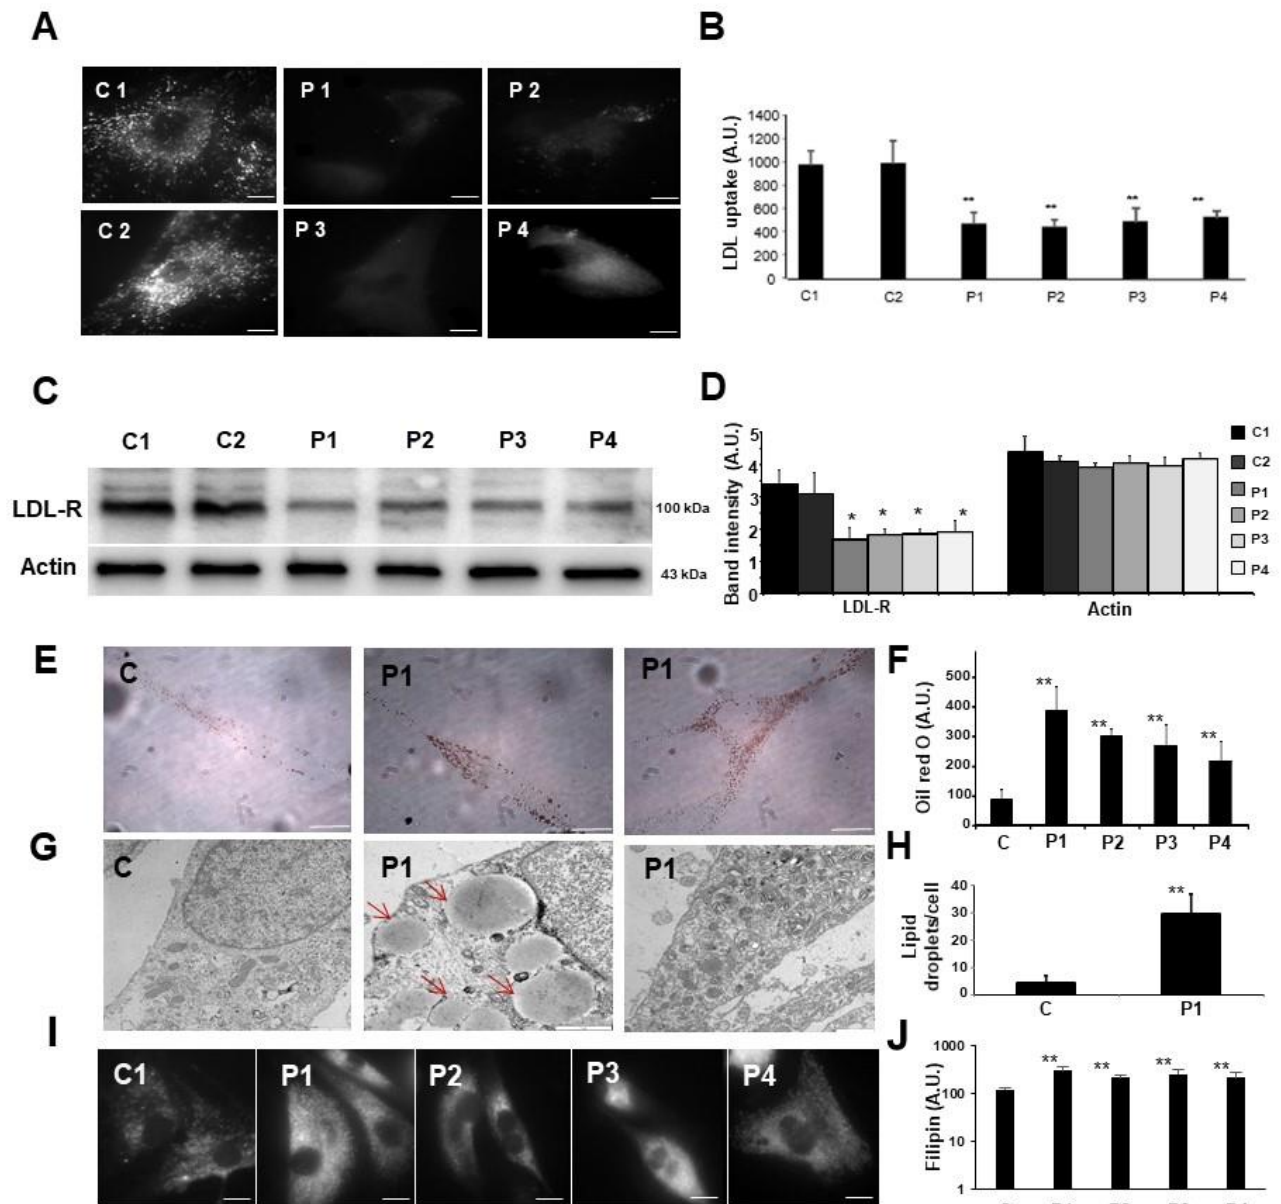 A
C 1
P 1
P 2
C 2
P 3
P 4
B
LDL uptake (A.U.)
1400
1200
1000
800
600
400
200
0
**
**
**
**
C1
C2
P1
P2
P3
P4
C
C1
C2
P1
P2
P3
P4
LDL-R
100 kDa
Actin
43 kDa
D
Band intensity (A.U.)
5
4
3
2
1
0
*
*
*
*
LDL-R
Actin
C1
C2
P1
P2
P3
P4
E
C
P1
P1
F
Oil red O (A.U.)
500
400
300
200
100
0
**
**
**
**
C
P1
P2
P3
P4
G
C
P1
P1
H
Lipid
droplets/cell
40
30
20
10
0
**
C
P1
I
C1
P1
P2
P3
P4
J
Filipin (A.U.)
1000
100
10
1
**
**
**
**